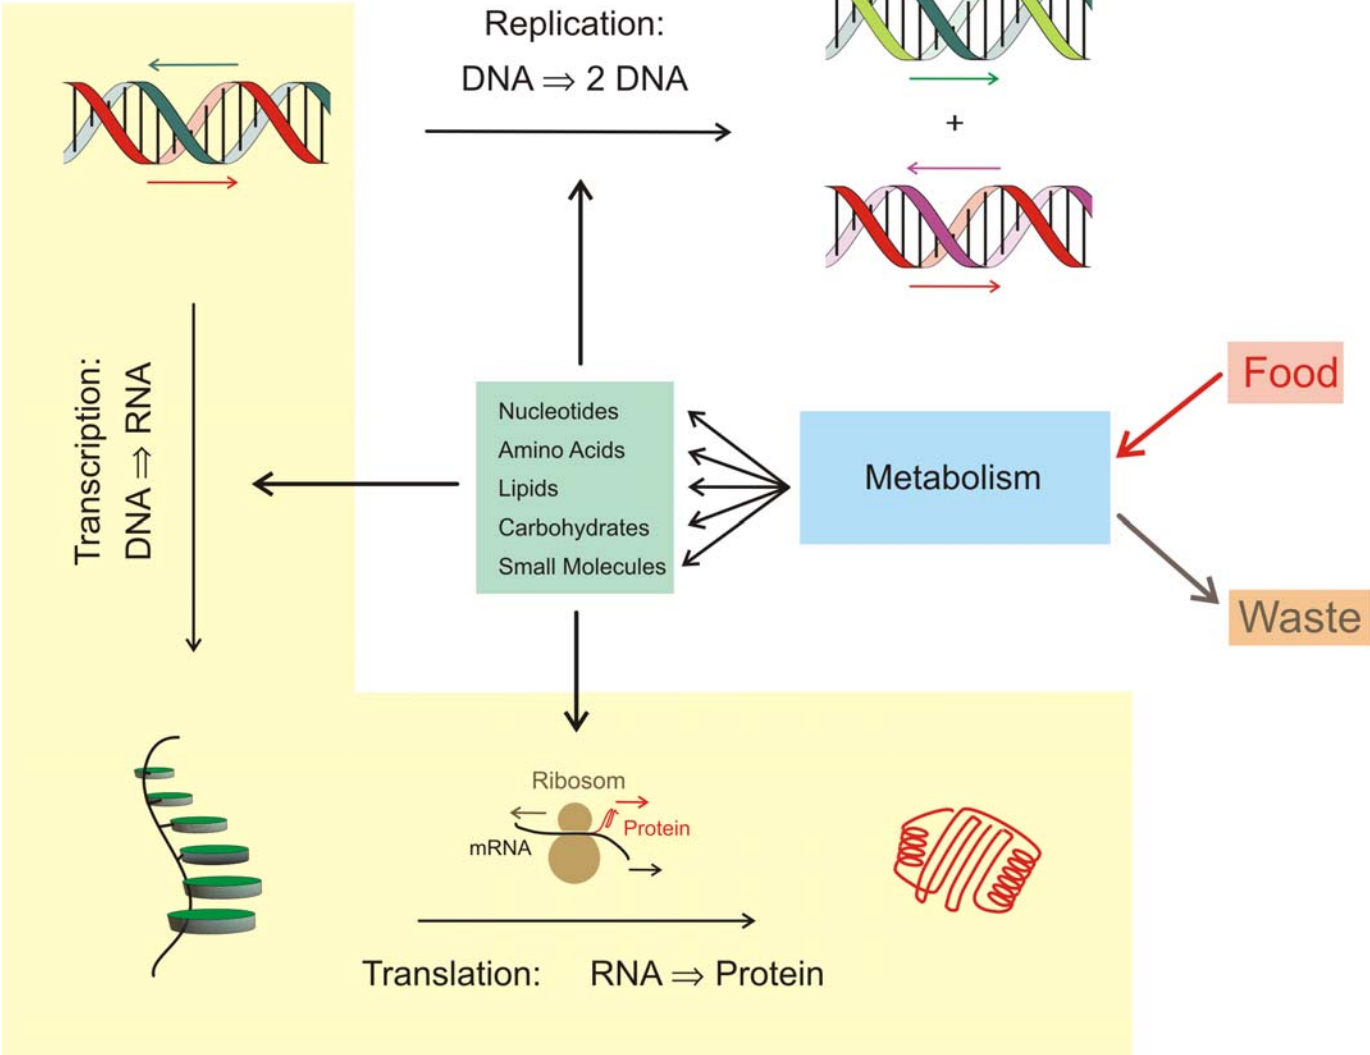 Replication:
DNA ⇒ 2 DNA
+
Transcription:
DNA ⇒ RNA
Nucleotides
Amino Acids
Lipids
Carbohydrates
Small Molecules
Metabolism
Food
Waste
Ribosom
Protein
mRNA
Translation: RNA ⇒ Protein